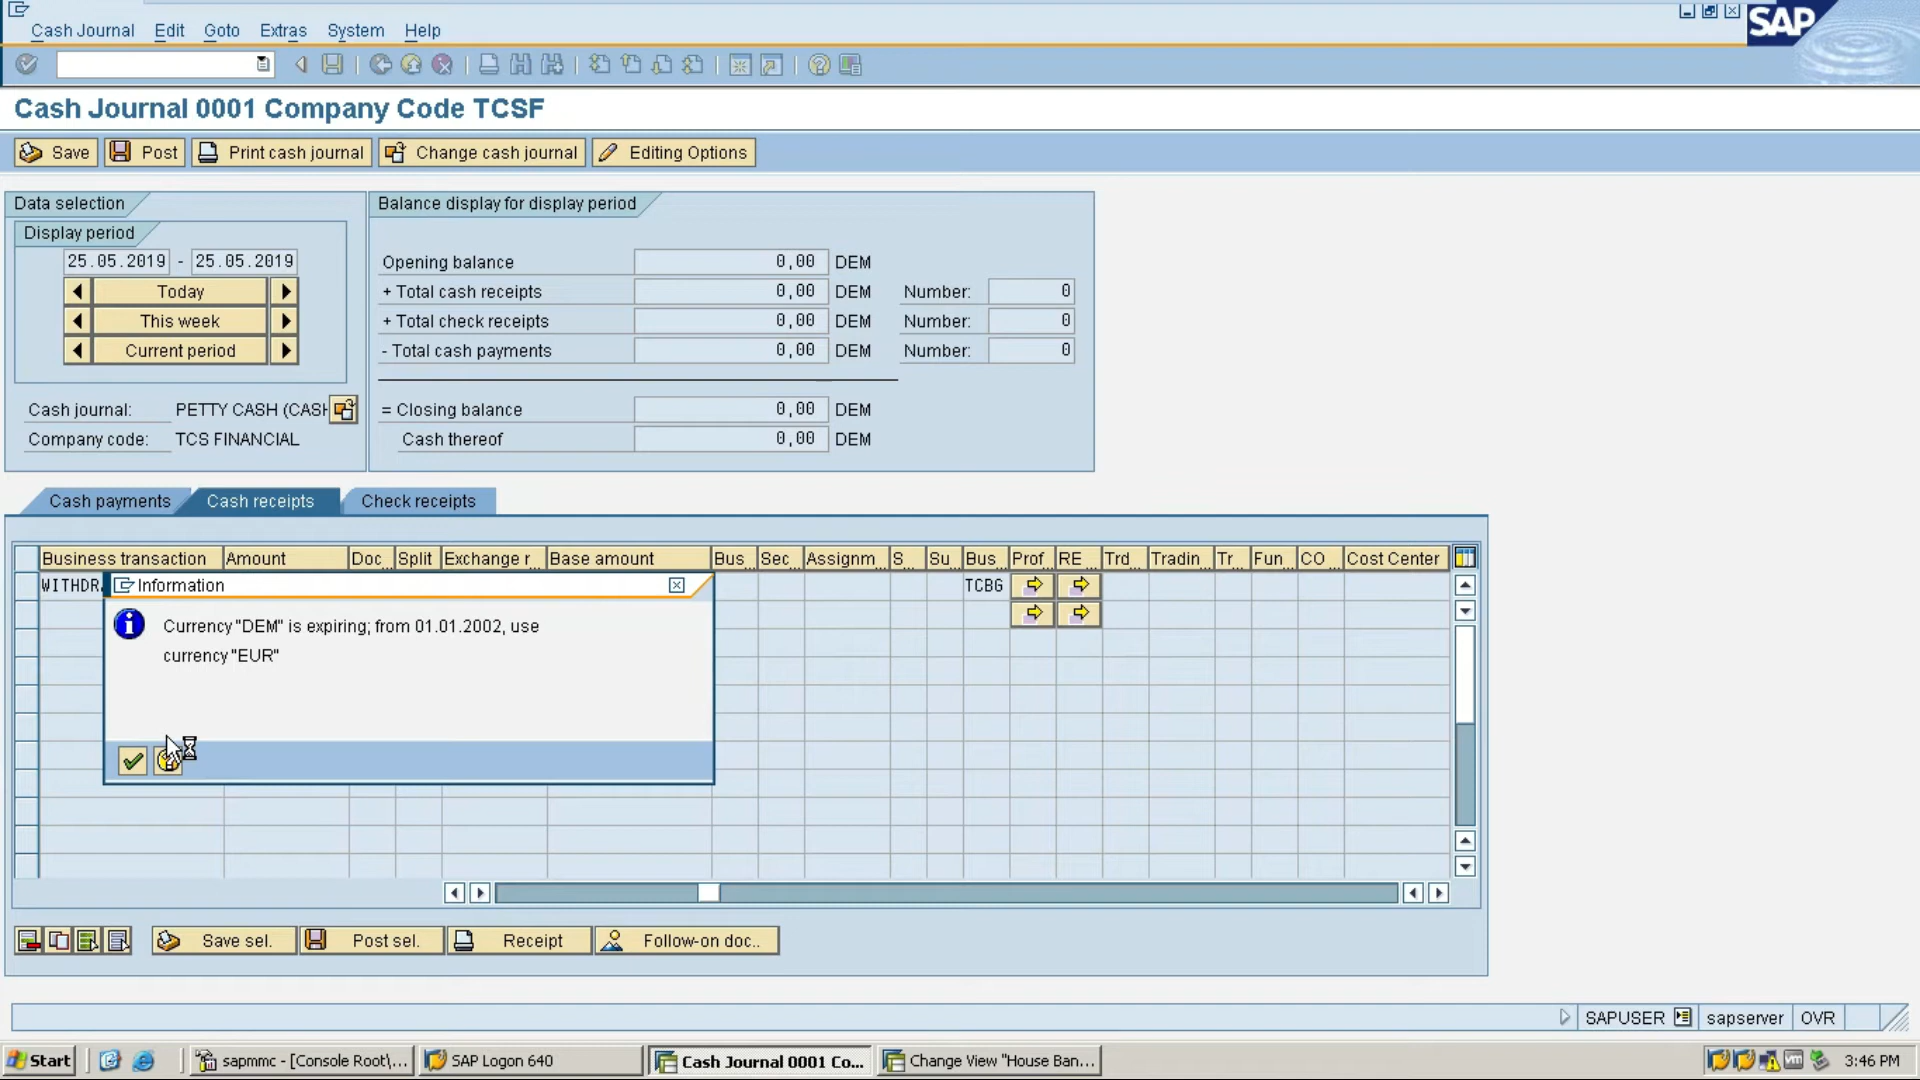 Cash Journal Edit Goto Extras System Help
SAP
Cash Journal 0001 Company Code TCSF
Save Post Print cash journal Change cash journal Editing Options
Data selection
Display period
25.05.2019 - 25.05.2019
Today
This week
Current period
Cash journal: PETTY CASH (CASH
Company code: TCS FINANCIAL
Balance display for display period
Opening balance 0,00 DEM
+ Total cash receipts 0,00 DEM Number: 0
+ Total check receipts 0,00 DEM Number: 0
- Total cash payments 0,00 DEM Number: 0
= Closing balance 0,00 DEM
Cash thereof 0,00 DEM
Cash payments Cash receipts Check receipts
Business transaction Amount Doc... Split Exchange r... Base amount Bus... Sec... Assignm... S... Su... Bus... Prof... RE... Trd... Tradin... Tr... Fun... CO... Cost Center
TCBG
Information
Currency "DEM" is expiring; from 01.01.2002, use
currency "EUR"
Save sel. Post sel. Receipt Follow-on doc..
SAPUSER sapserver OVR
Start sapmmc - [Console Root\... SAP Logon 640 Cash Journal 0001 Co... Change View "House Ban... 3:46 PM